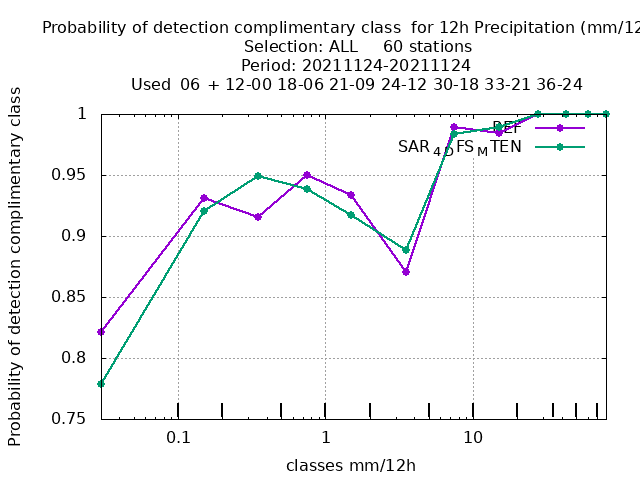 Probability of detection complimentary class  for 12h Precipitation (mm/12
Selection: ALL     60 stations
Period: 20211124-20211124
Used  06 + 12-00 18-06 21-09 24-12 30-18 33-21 36-24
Probability of detection complimentary class
1
0.95
0.9
0.85
0.8
0.75
REF
SAR4DFSMTEN
0.1
1
10
classes mm/12h